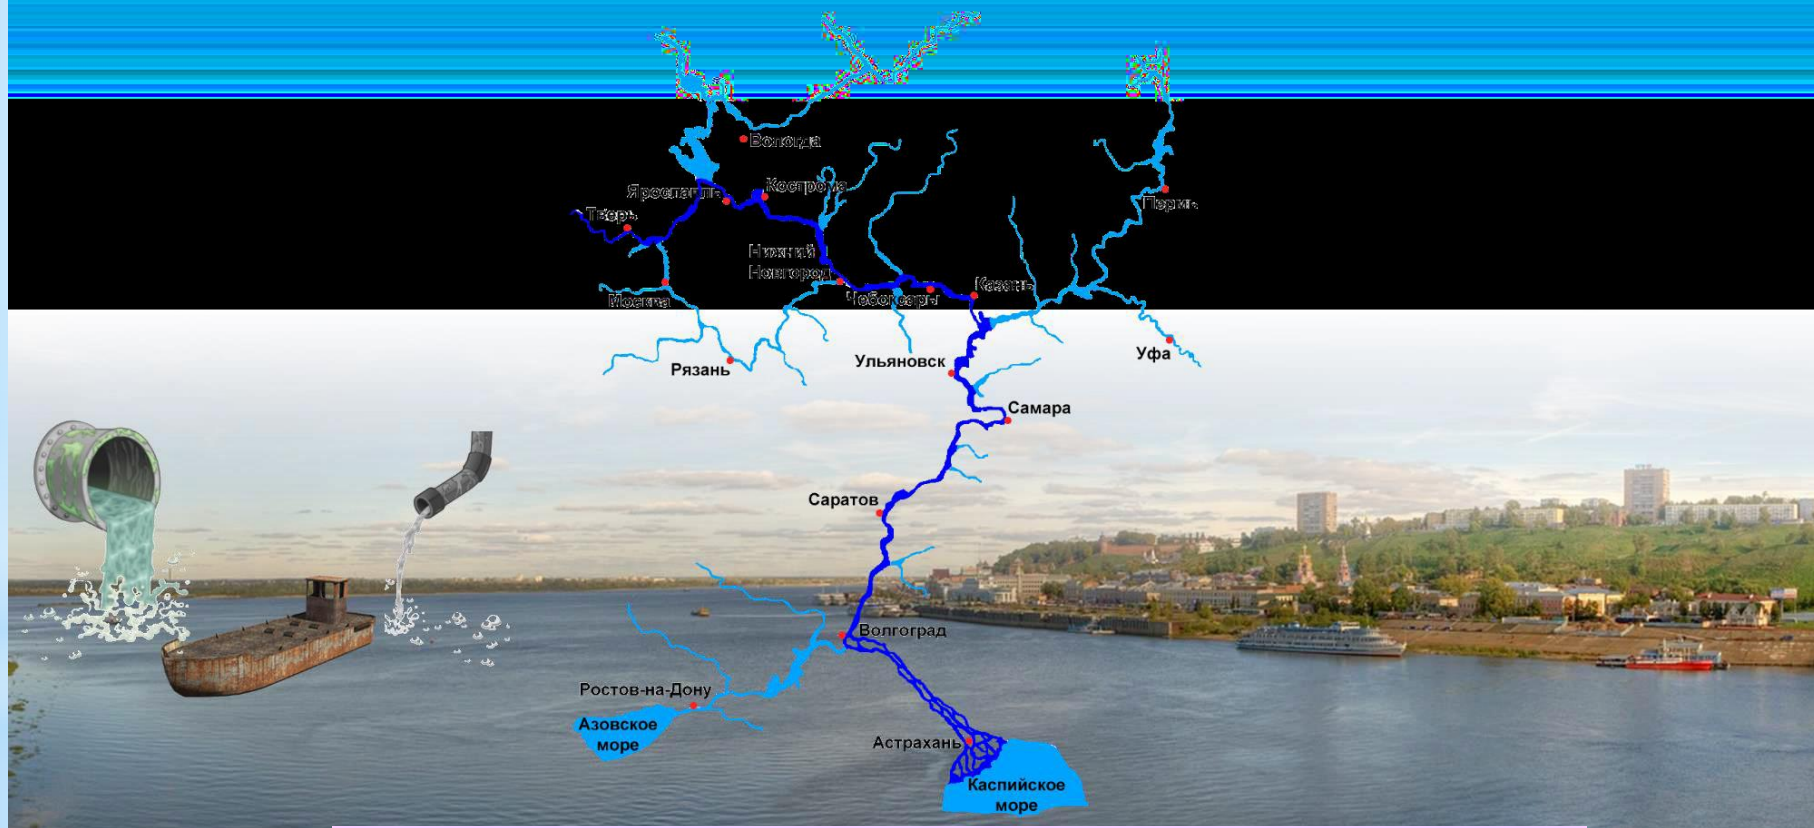 Вологда
Ярославль
Кострома
Тверь
Пермь
Нижний
Новгород
Казань
Чебоксары
Москва
Уфа
Ульяновск
Рязань
Самара
Саратов
Волгоград
Ростов-на-Дону
Азовское
море
Астрахань
Каспийское
море